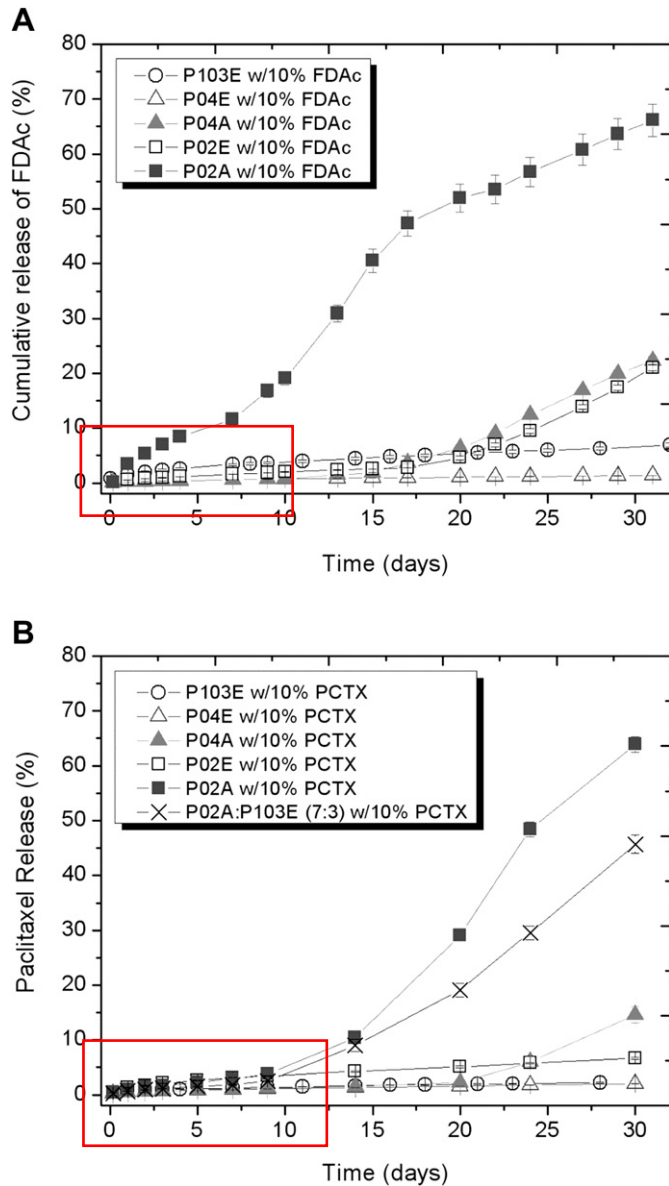 A
Cumulative release of FDAc (%)
80
70
60
50
40
30
20
10
0
P103E w/10% FDAc
P04E w/10% FDAc
P04A w/10% FDAc
P02E w/10% FDAc
P02A w/10% FDAc
0 5 10 15 20 25 30
Time (days)
B
Paclitaxel Release (%)
80
70
60
50
40
30
20
10
0
P103E w/10% PCTX
P04E w/10% PCTX
P04A w/10% PCTX
P02E w/10% PCTX
P02A w/10% PCTX
P02A:P103E (7:3) w/10% PCTX
0 5 10 15 20 25 30
Time (days)